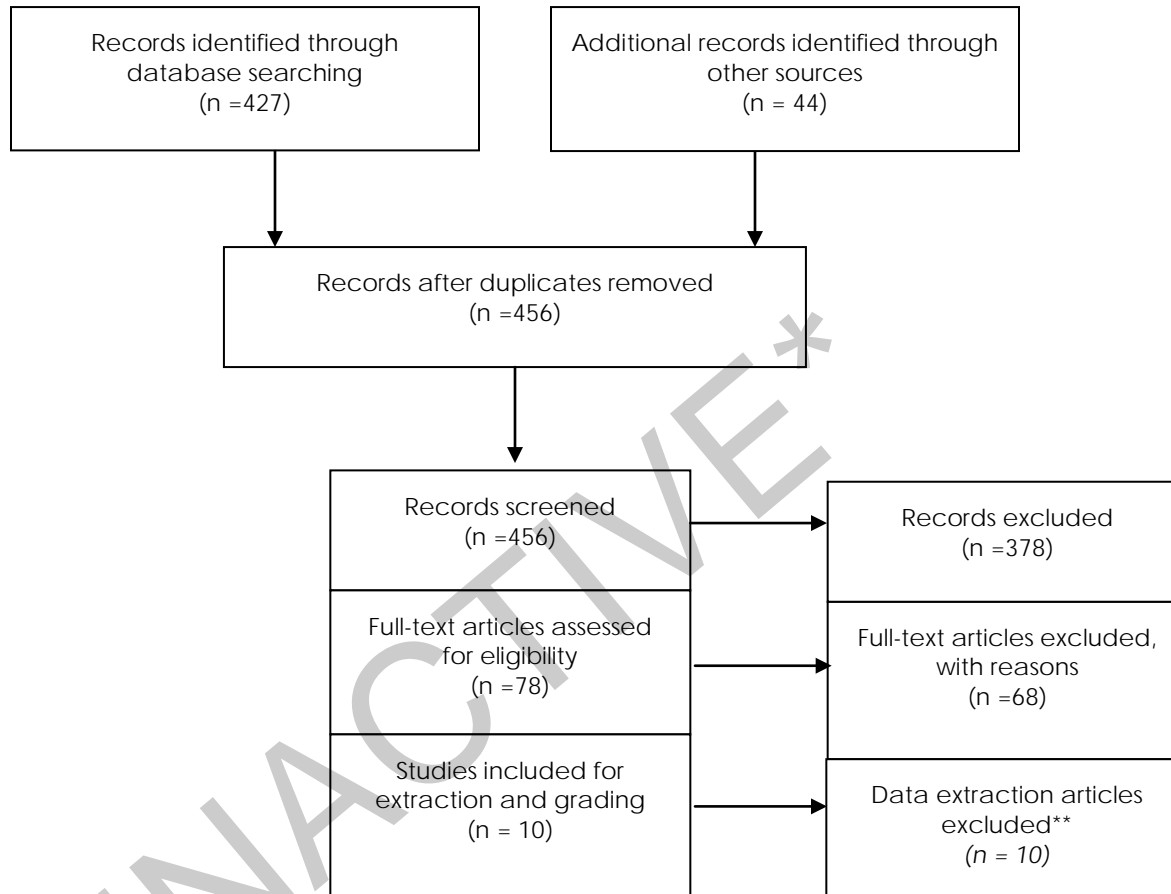 Records identified through
database searching
(n =427)
Additional records identified through
other sources
(n = 44)
Records after duplicates removed
(n =456)
Records screened
(n =456)
Records excluded
(n =378)
Full-text articles assessed
for eligibility
(n =78)
Full-text articles excluded,
with reasons
(n =68)
Studies included for
extraction and grading
(n = 10)
Data extraction articles
excluded**
(n = 10)
INACTIVE*